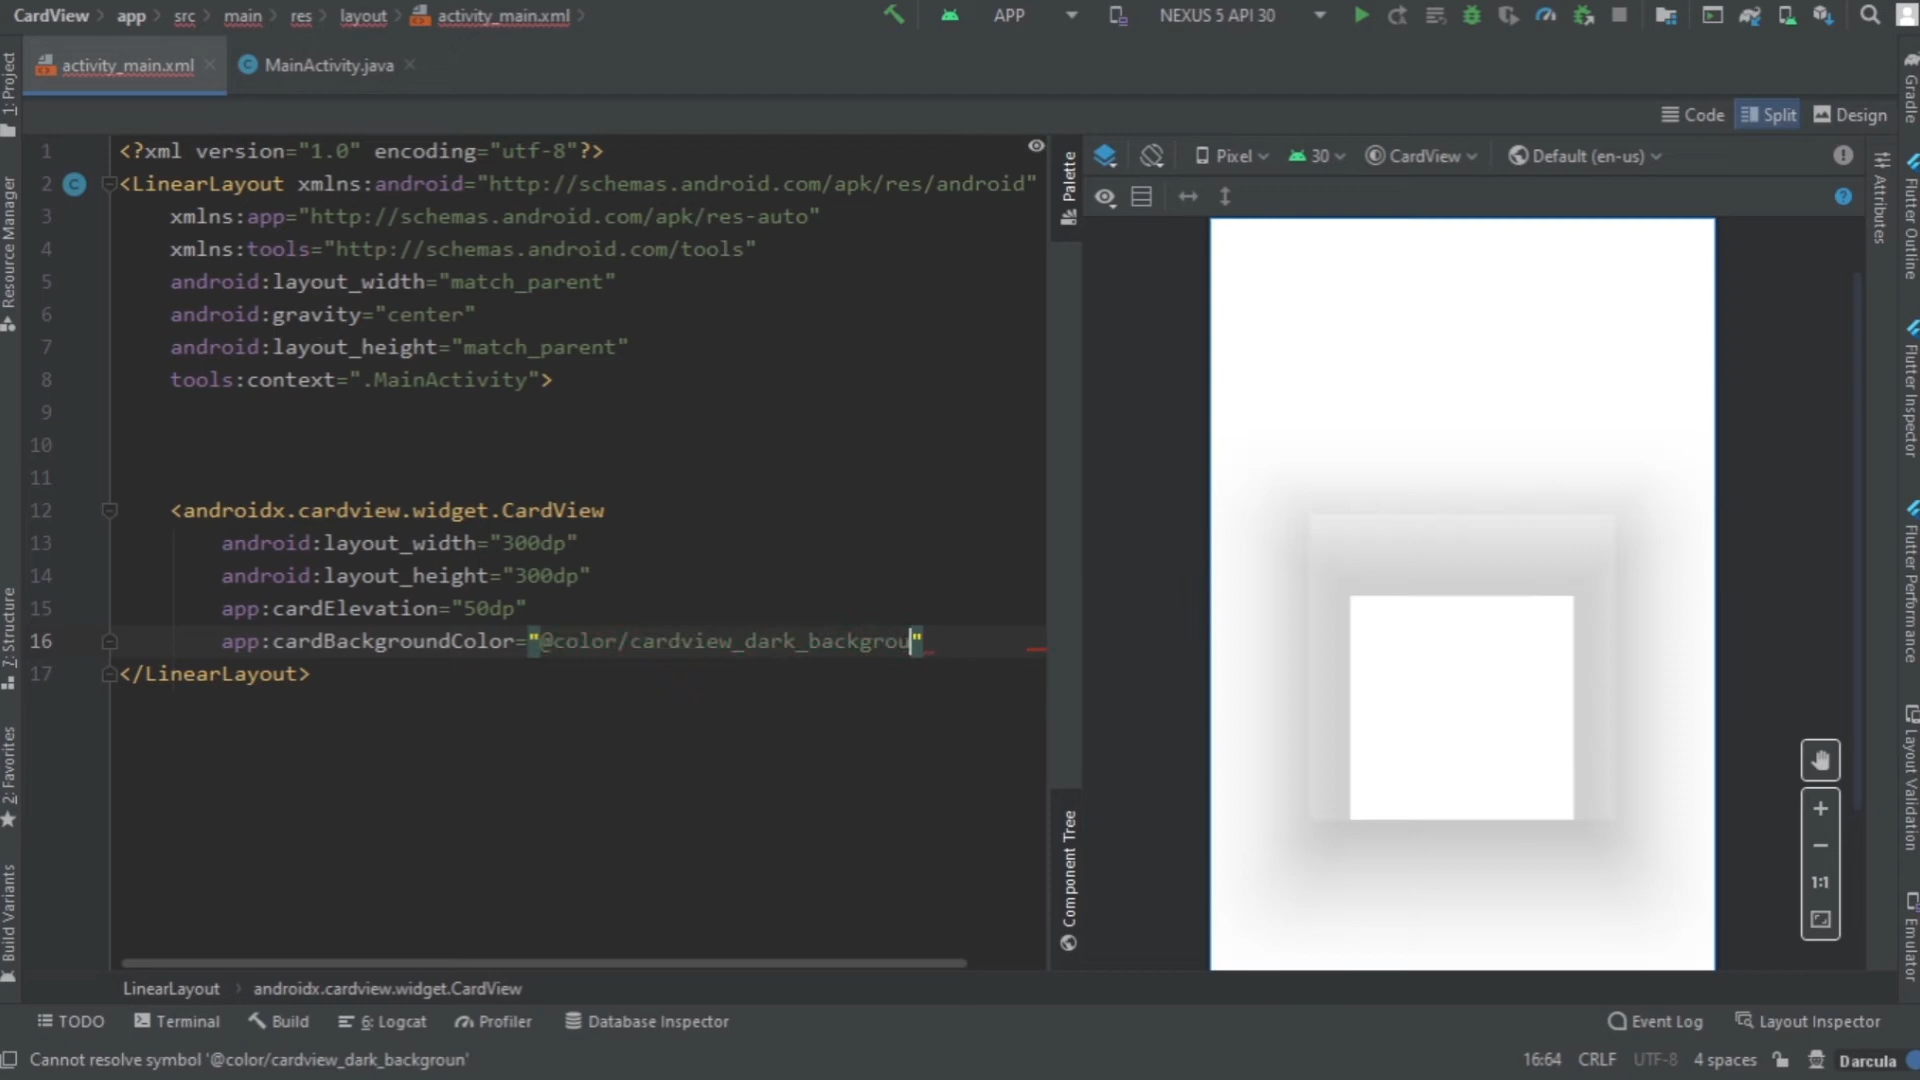 CardView app src main res layout activity_main.xml APP NEXUS 5 API 30
activity_main.xml MainActivity.java
Code Split Design
Pixel 30 CardView Default (en-us)
1 <?xml version="1.0" encoding="utf-8"?>
2 <LinearLayout xmlns:android="http://schemas.android.com/apk/res/android"
3 xmlns:app="http://schemas.android.com/apk/res-auto"
4 xmlns:tools="http://schemas.android.com/tools"
5 android:layout_width="match_parent"
6 android:gravity="center"
7 android:layout_height="match_parent"
8 tools:context=".MainActivity">
9
10
11
12 <androidx.cardview.widget.CardView
13 android:layout_width="300dp"
14 android:layout_height="300dp"
15 app:cardElevation="50dp"
16 app:cardBackgroundColor="@color/cardview_dark_backgrou"
17 </LinearLayout>
1: Project
Resource Manager
7: Structure
2: Favorites
Build Variants
Palette
Component Tree
1:1
Attributes
Gradle
Flutter Outline
Flutter Inspector
Flutter Performance
Layout Validation
Emulator
LinearLayout androidx.cardview.widget.CardView
TODO Terminal Build 6: Logcat Profiler Database Inspector Event Log Layout Inspector
Cannot resolve symbol '@color/cardview_dark_backgroun' 16:64 CRLF UTF-8 4 spaces Darcula